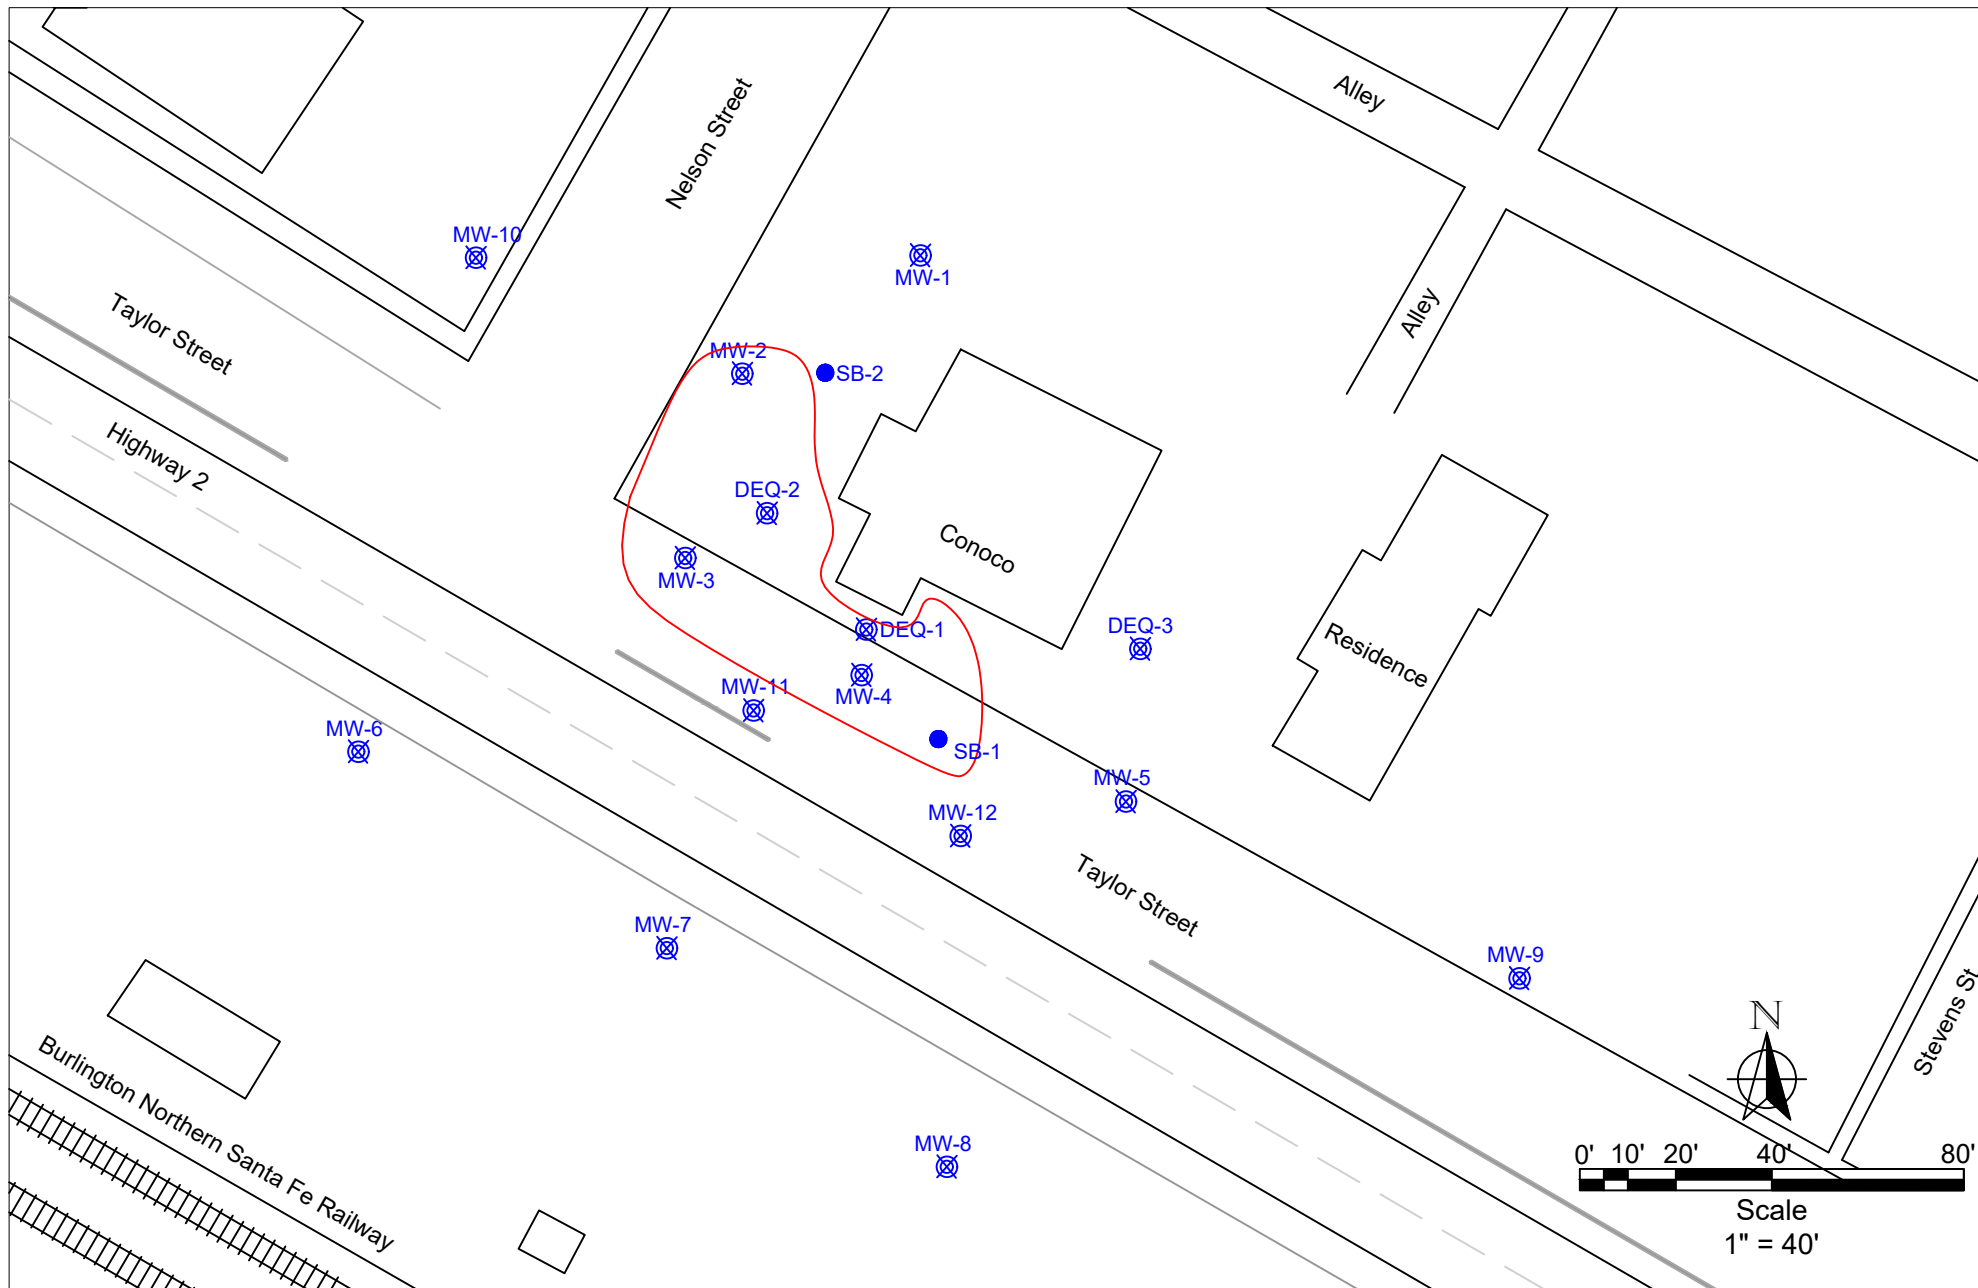 Alley
Nelson Street
MW-10
MW-1
Alley
Taylor Street
MW-2
SB-2
Highway 2
DEQ-2
Conoco
MW-3
DEQ-1
DEQ-3
Residence
MW-4
MW-11
MW-6
SB-1
MW-5
MW-12
Taylor Street
MW-7
MW-9
Stevens St
N
Burlington Northern Santa Fe Railway
MW-8
0' 10' 20' 40' 80'
Scale
1" = 40'